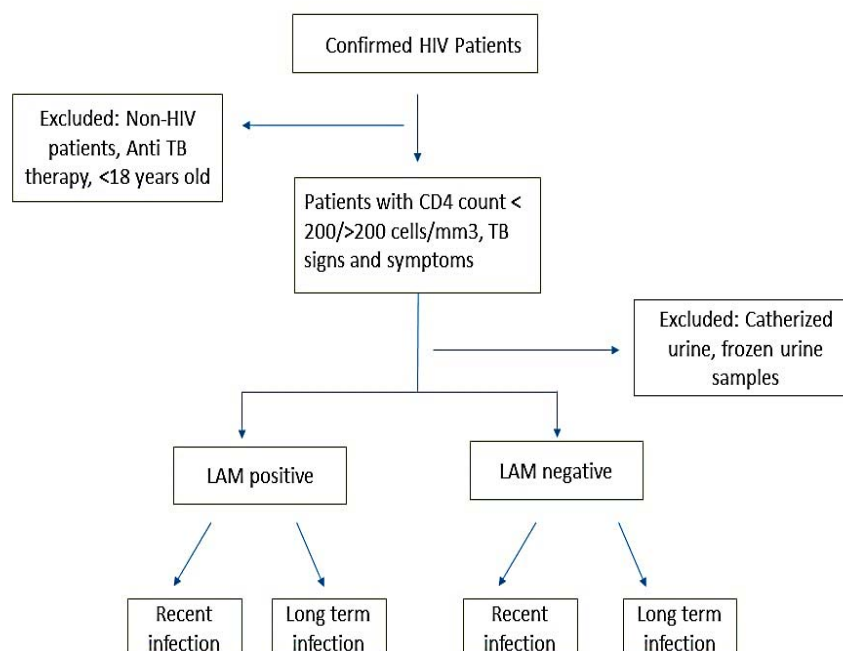 Confirmed HIV Patients
Excluded: Non-HIV
patients, Anti TB
therapy, <18 years old
Patients with CD4 count <
200/>200 cells/mm3, TB
signs and symptoms
Excluded: Catherized
urine, frozen urine
samples
LAM positive
LAM negative
Recent
infection
Long term
infection
Recent
infection
Long term
infection